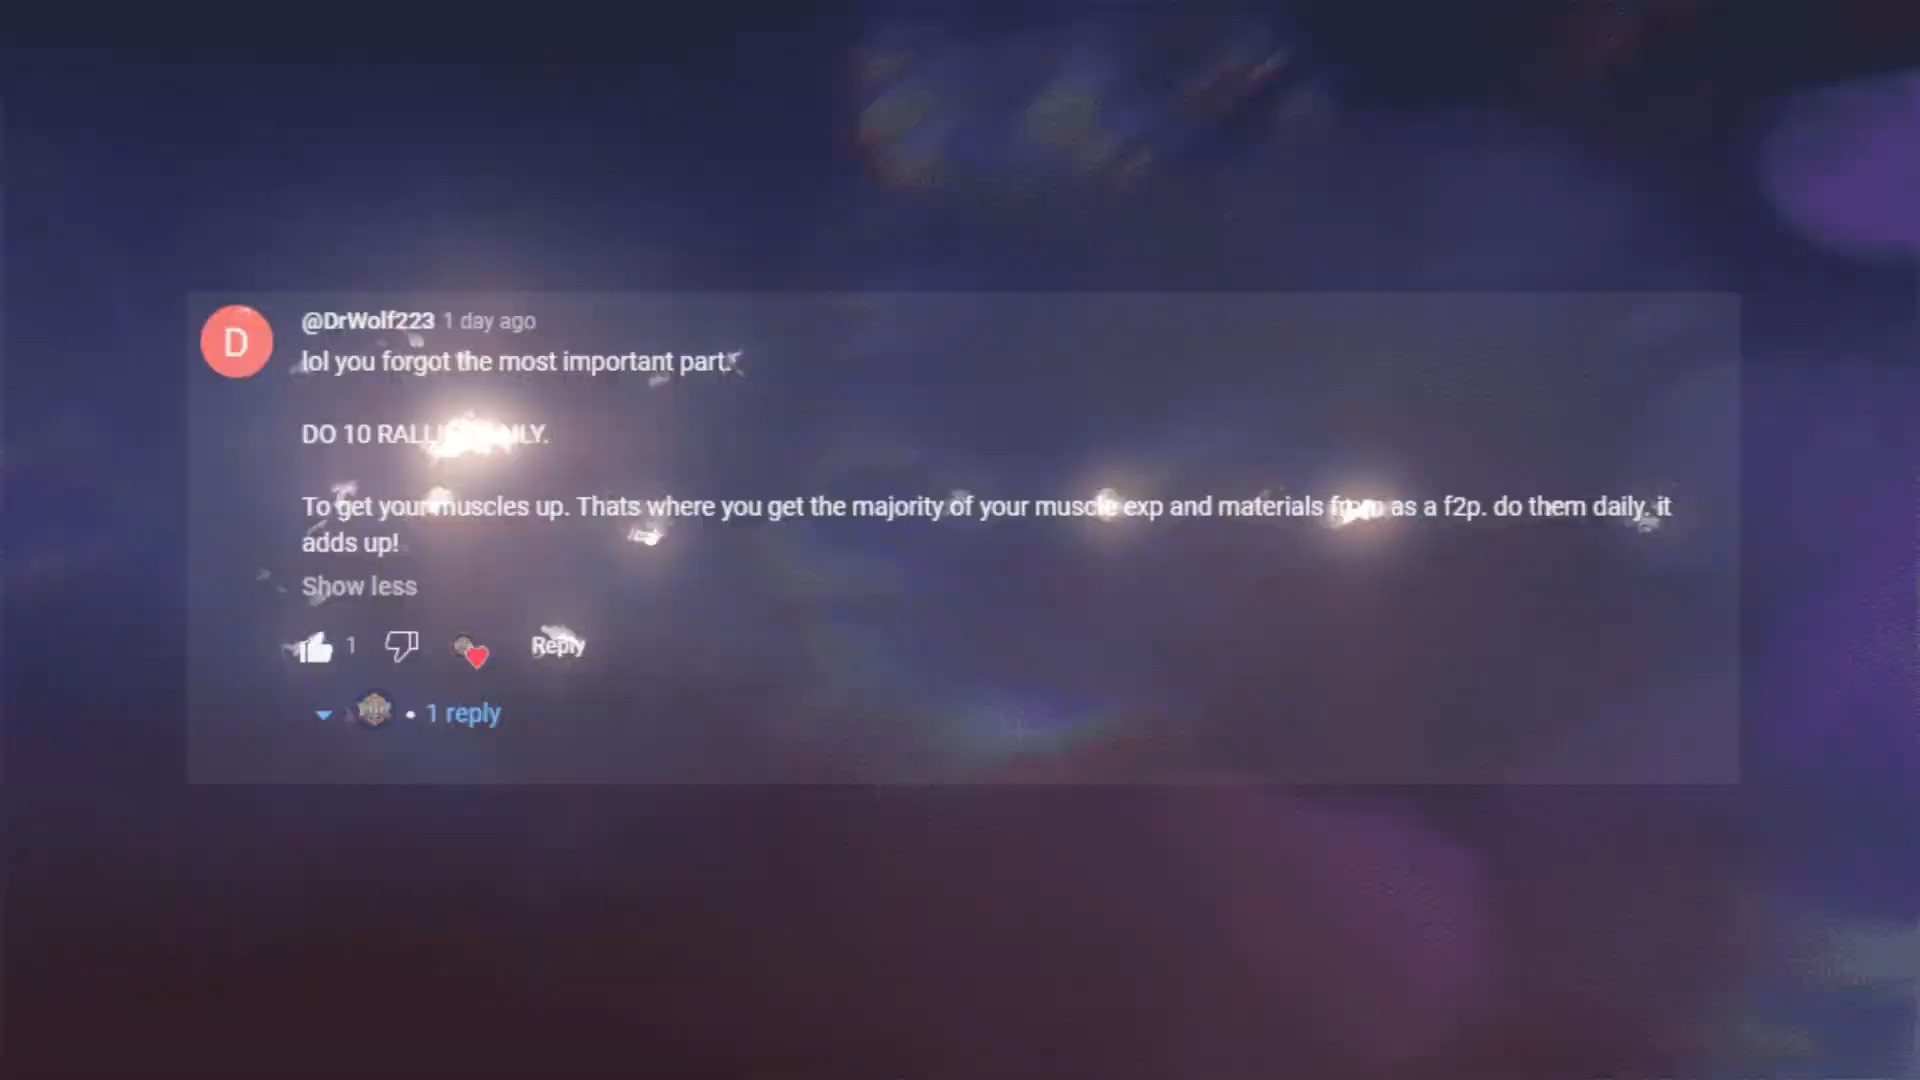 D
@DrWolf223 1 day ago
lol you forgot the most important part.
DO 10
To get your muscles up. Thats where you get the majority of your muscle exp and materials from as a f2p. do them daily. it
adds up!
Show less
1
Reply
• 1 reply